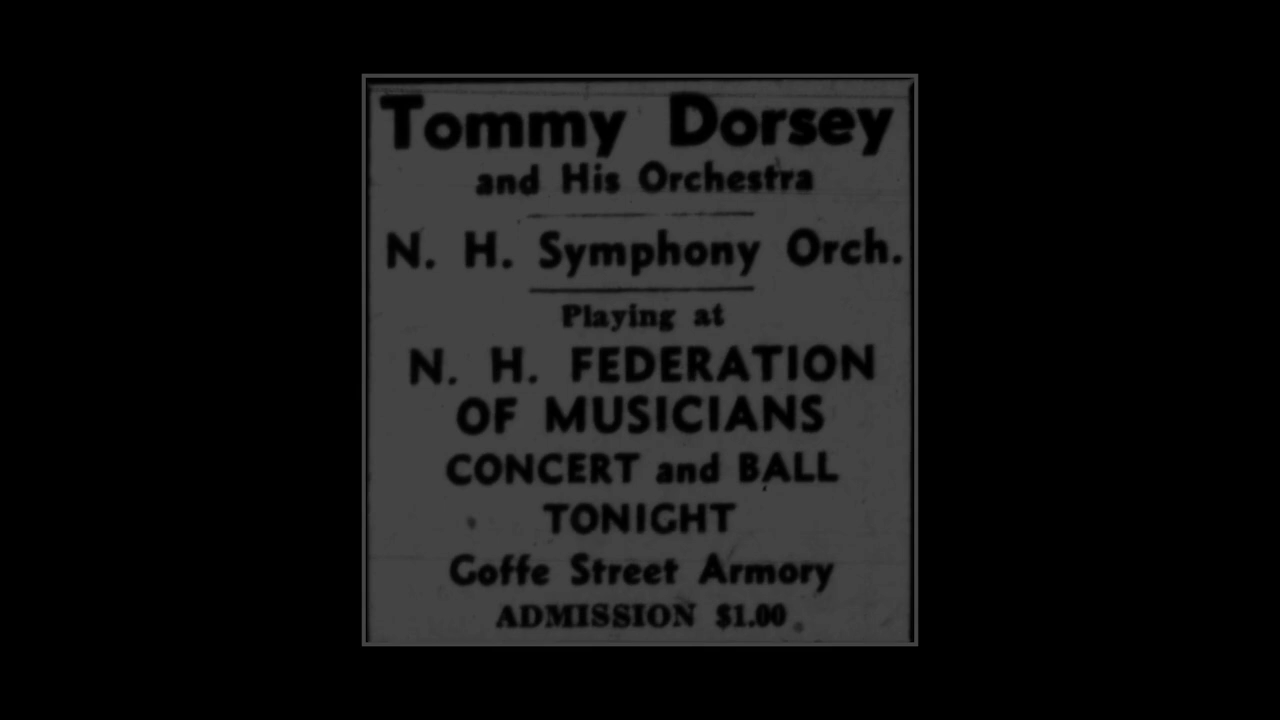 Tommy Dorsey
and His Orchestra
N. H. Symphony Orch.
Playing at
N. H. FEDERATION
OF MUSICIANS
CONCERT and BALL
TONIGHT
Goffe Street Armory
ADMISSION $1.00